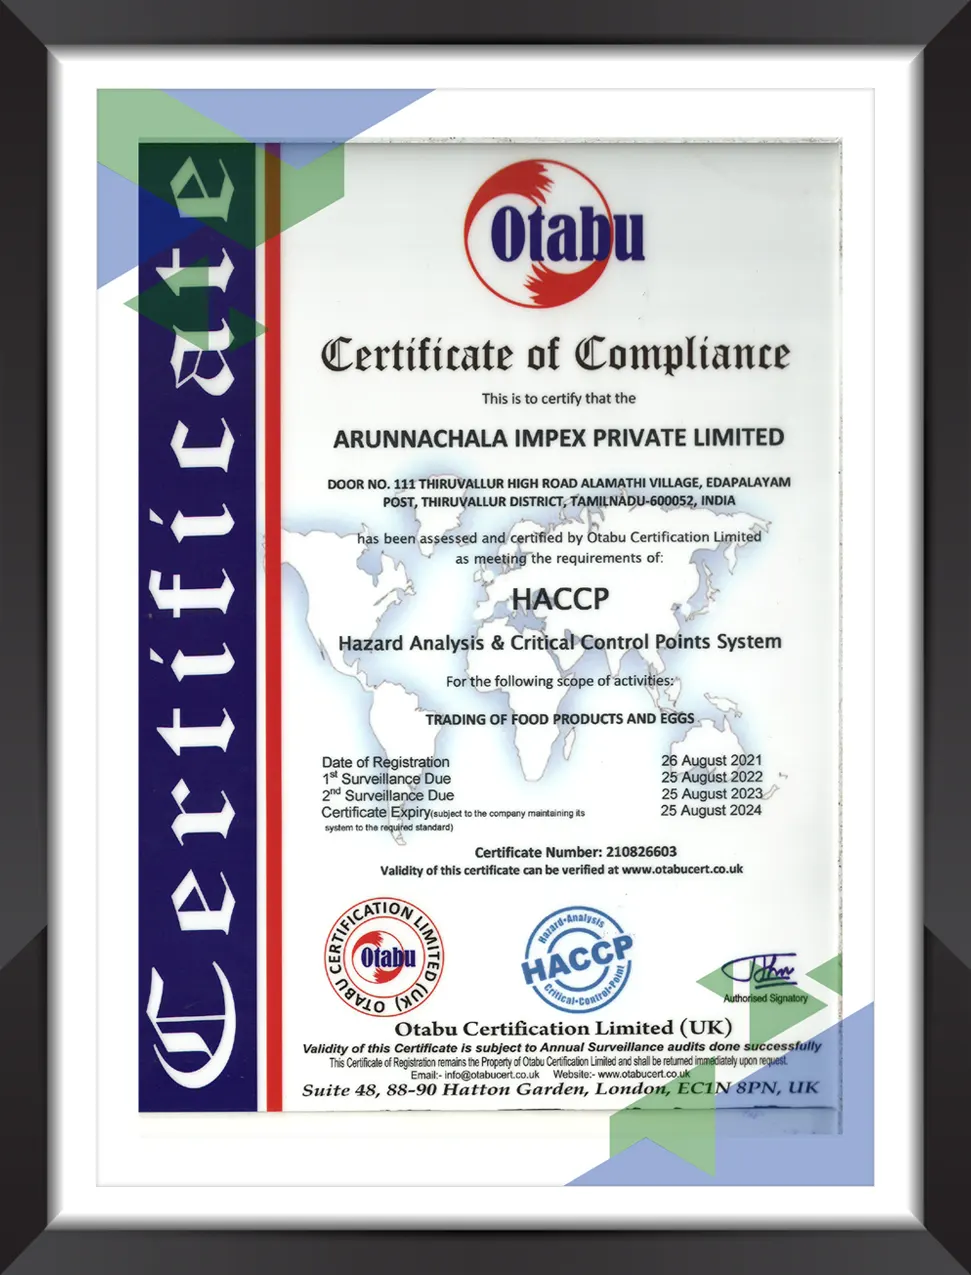 Certificate
Otabu
Certificate of Compliance
This is to certify that the
ARUNNACHALA IMPEX PRIVATE LIMITED
DOOR NO. 111 THIRUVALLUR HIGH ROAD ALAMATHI VILLAGE, EDAPALAYAM
POST, THIRUVALLUR DISTRICT, TAMILNADU-600052, INDIA
has been assessed and certified by Otabu Certification Limited
as meeting the requirements of:
HACCP
Hazard Analysis & Critical Control Points System
For the following scope of activities:
TRADING OF FOOD PRODUCTS AND EGGS
Date of Registration 26 August 2021
1st Surveillance Due 25 August 2022
2nd Surveillance Due 25 August 2023
Certificate Expiry(subject to the company maintaining its 25 August 2024
system to the required standard)
Certificate Number: 210826603
Validity of this certificate can be verified at www.otabucert.co.uk
OTABU CERTIFICATION LIMITED (UK)
Otabu
Hazard-Analysis
HACCP
Critical-Control-Point
Authorised Signatory
Otabu Certification Limited (UK)
Validity of this Certificate is subject to Annual Surveillance audits done successfully
This Certificate of Registration remains the Property of Otabu Certification Limited and shall be returned immediately upon request.
Email:- info@otabucert.co.uk Website:- www.otabucert.co.uk
Suite 48, 88-90 Hatton Garden, London, EC1N 8PN, UK